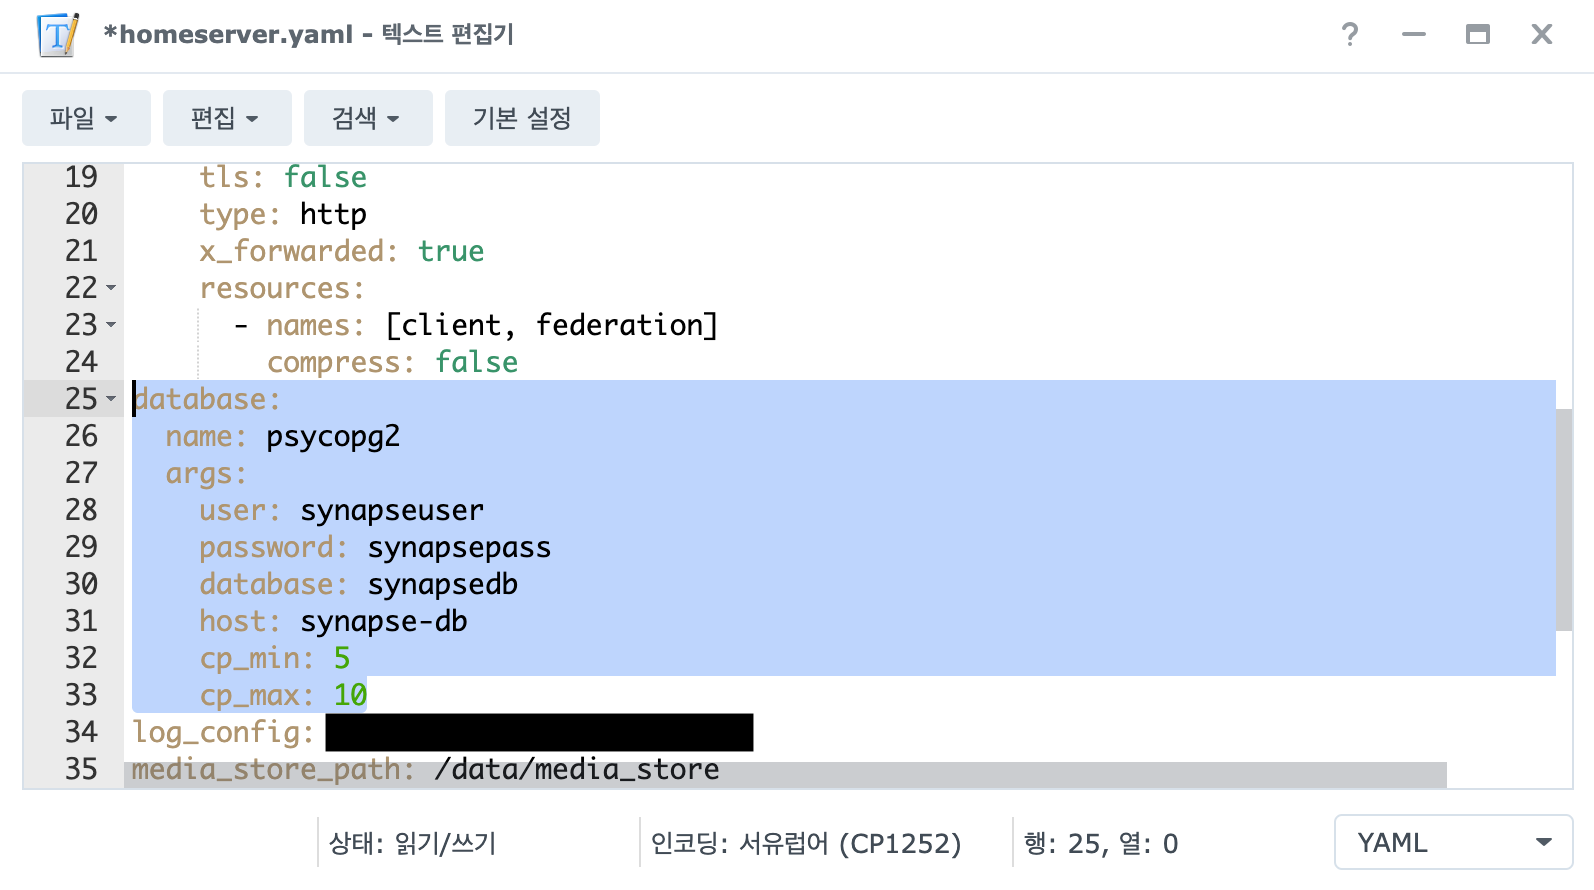 *homeserver.yaml - 텍스트 편집기
파일 편집 검색 기본 설정
19 tls: false
20 type: http
21 x_forwarded: true
22 resources:
23 - names: [client, federation]
24 compress: false
25 database:
26 name: psycopg2
27 args:
28 user: synapseuser
29 password: synapsepass
30 database: synapsedb
31 host: synapse-db
32 cp_min: 5
33 cp_max: 10
34 log_config:
35 media_store_path: /data/media_store
상태: 읽기/쓰기 인코딩: 서유럽어 (CP1252) 행: 25, 열: 0 YAML